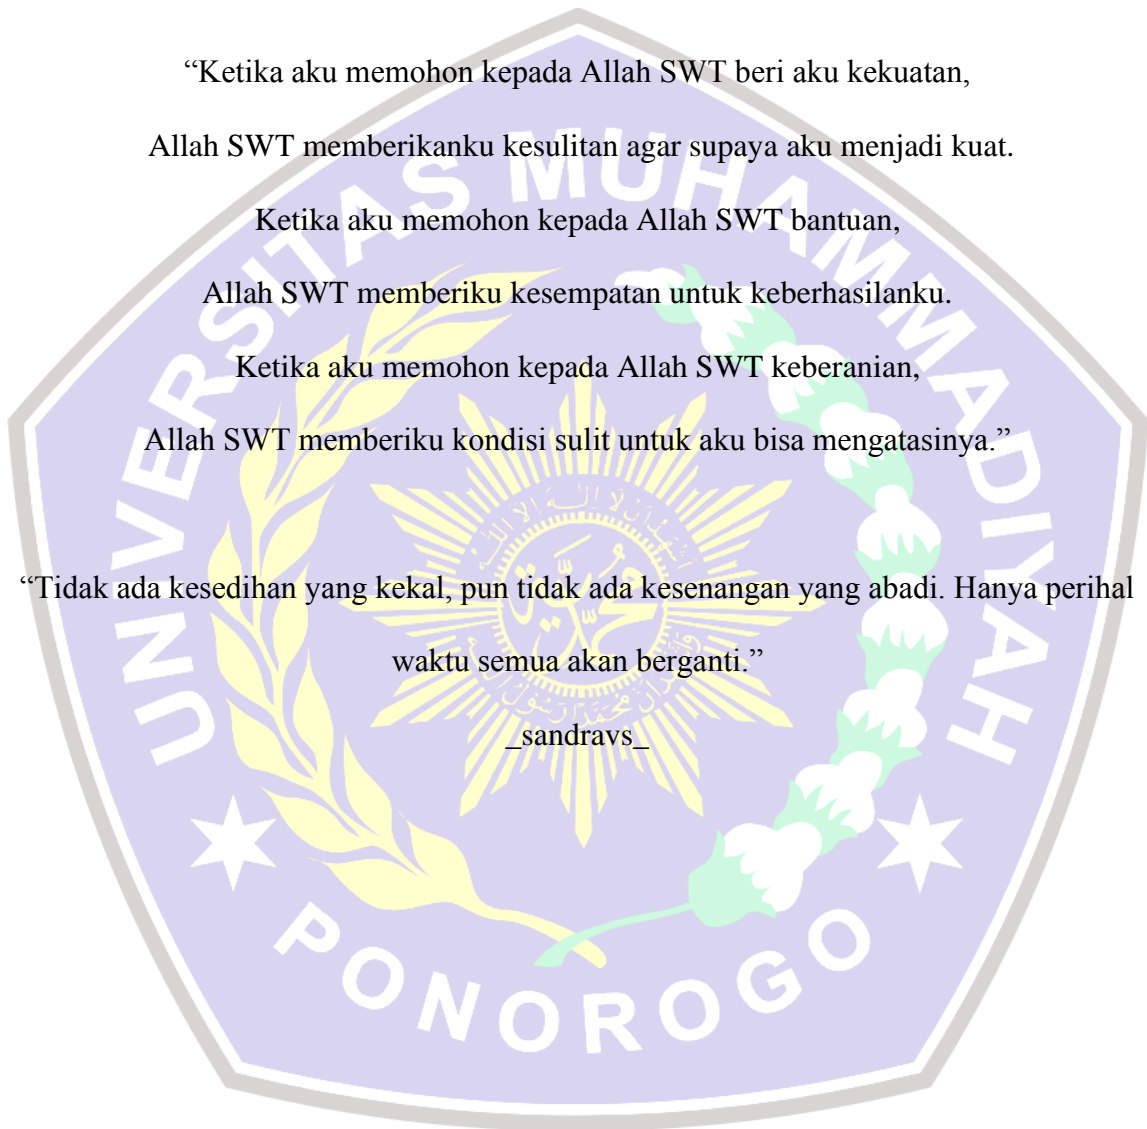 “Ketika aku memohon kepada Allah SWT beri aku kekuatan,
Allah SWT memberikanku kesulitan agar supaya aku menjadi kuat.
Ketika aku memohon kepada Allah SWT bantuan,
Allah SWT memberiku kesempatan untuk keberhasilanku.
Ketika aku memohon kepada Allah SWT keberanian,
Allah SWT memberiku kondisi sulit untuk aku bisa mengatasinya.”
“Tidak ada kesedihan yang kekal, pun tidak ada kesenangan yang abadi. Hanya perihal
waktu semua akan berganti.”
_sandravs_
UNIVERSITAS MUHAMMADIYAH
PONOROGO